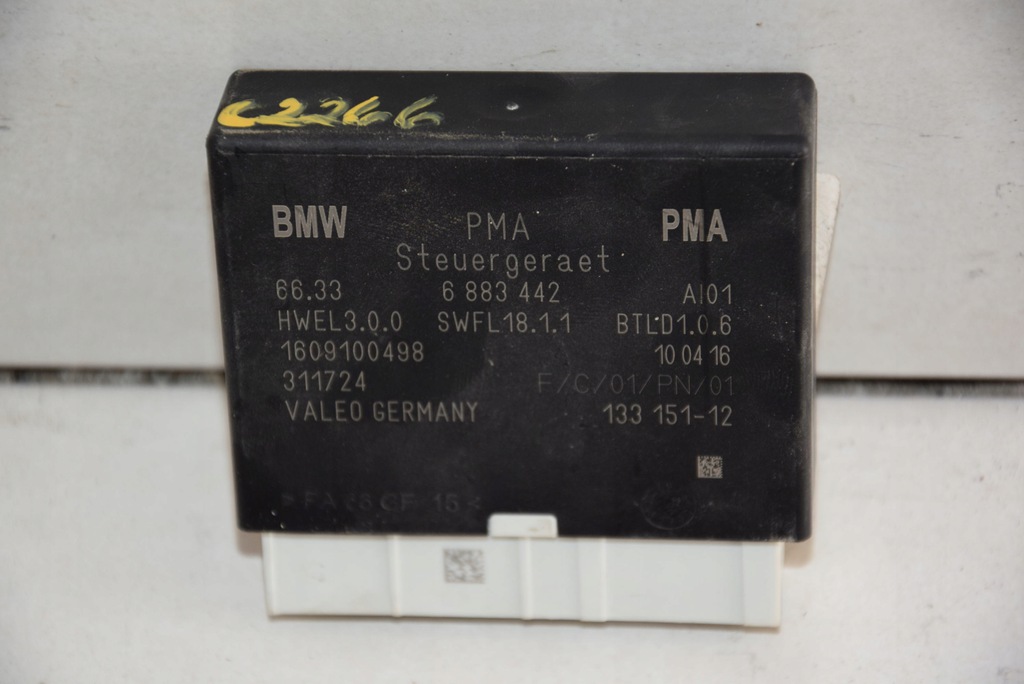 C2266
BMW PMA PMA
Steuergeraet
66.33 6 883 442 AI01
HWEL3.0.0 SWFL18.1.1 BTLD1.0.6
1609100498 10 04 16
311724 F/C/01/PN/01
VALEO GERMANY 133 151-12